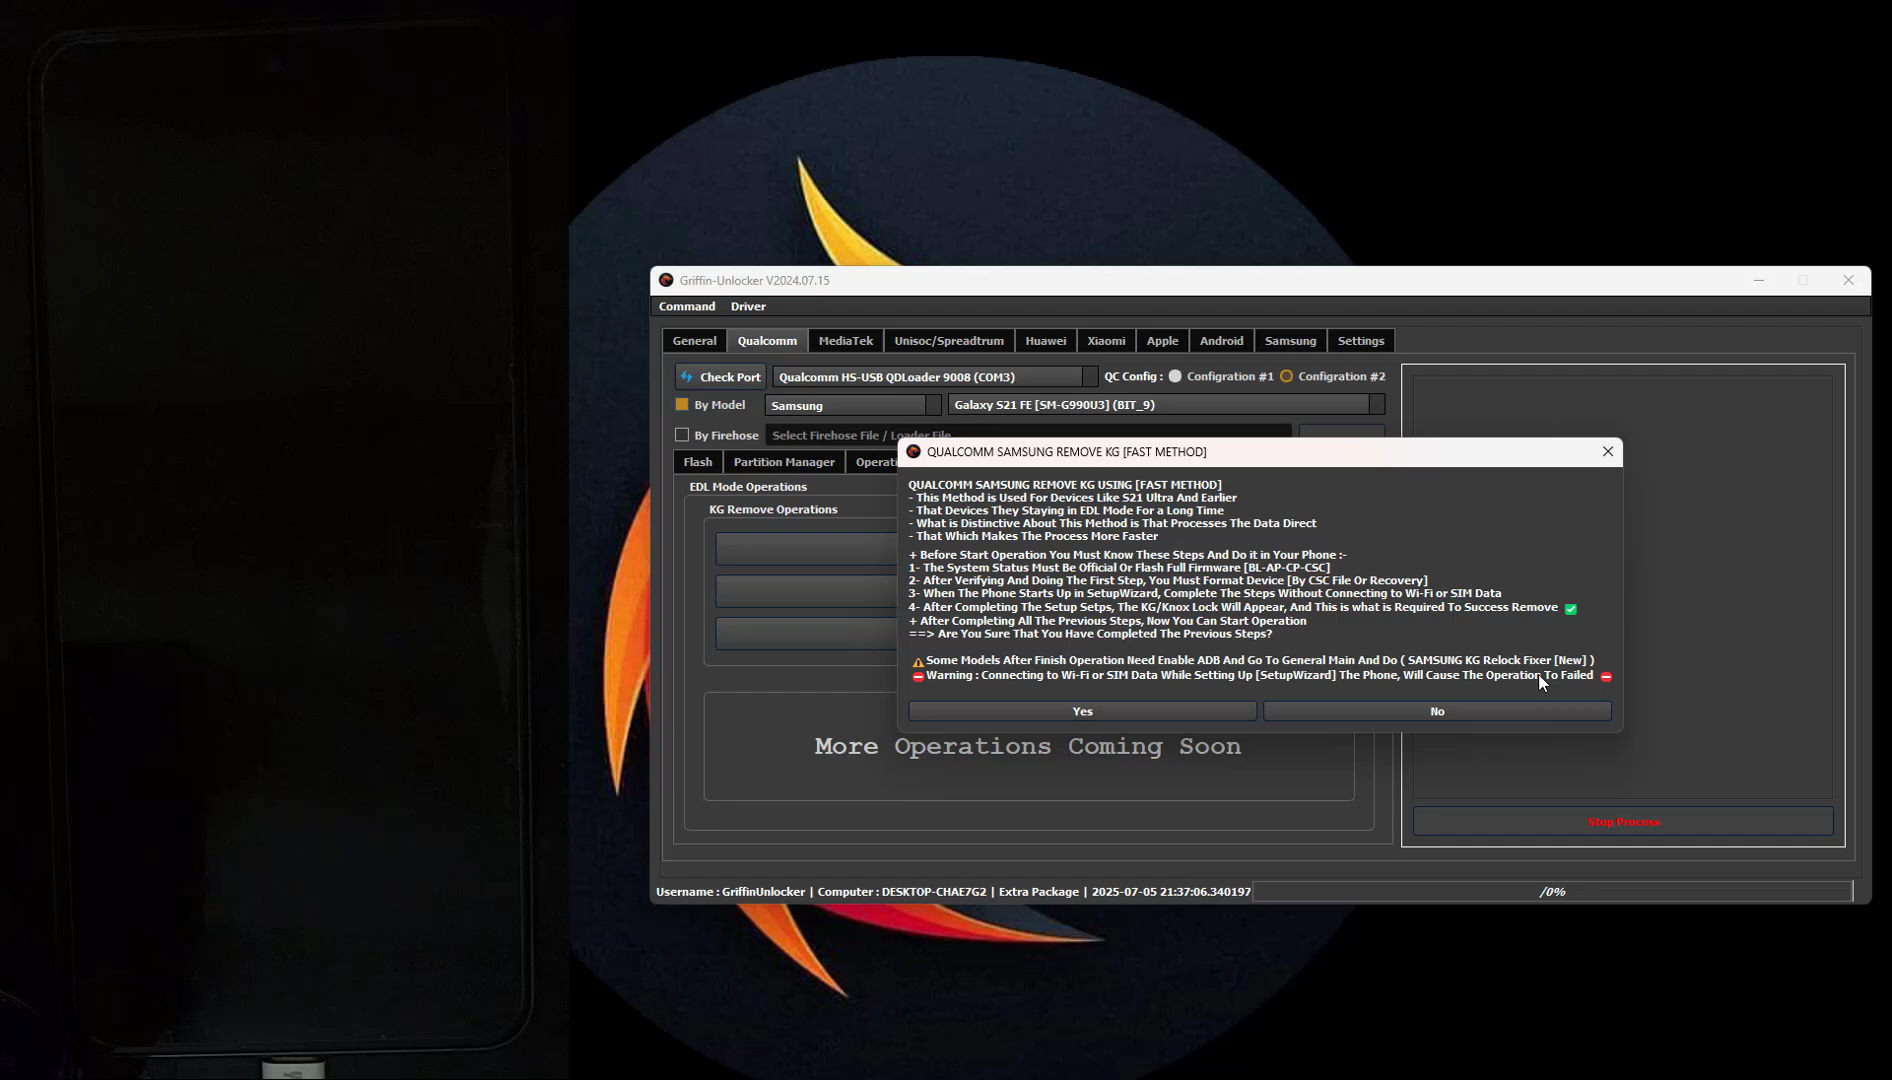 Griffin-Unlocker V2024.07.15
Command Driver
General Qualcomm MediaTek Unisoc/Spreadtrum Huawei Xiaomi Apple Android Samsung Settings
Check Port Qualcomm HS-USB QDLoader 9008 (COM3) QC Config : Configration #1 Configration #2
By Model Samsung Galaxy S21 FE [SM-G990U3] (BIT_9)
By Firehose Select Firehose File / Loader File
Flash Partition Manager Operati
EDL Mode Operations
KG Remove Operations
QUALCOMM SAMSUNG REMOVE KG [FAST METHOD]
QUALCOMM SAMSUNG REMOVE KG USING [FAST METHOD]
- This Method is Used For Devices Like S21 Ultra And Earlier
- That Devices They Staying in EDL Mode For a Long Time
- What is Distinctive About This Method is That Processes The Data Direct
- That Which Makes The Process More Faster
+ Before Start Operation You Must Know These Steps And Do it in Your Phone :-
1- The System Status Must Be Official Or Flash Full Firmware [BL-AP-CP-CSC]
2- After Verifying And Doing The First Step, You Must Format Device [By CSC File Or Recovery]
3- When The Phone Starts Up in SetupWizard, Complete The Steps Without Connecting to Wi-Fi or SIM Data
4- After Completing The Setup Setps, The KG/Knox Lock Will Appear, And This is what is Required To Success Remove ✅
+ After Completing All The Previous Steps, Now You Can Start Operation
==> Are You Sure That You Have Completed The Previous Steps?
⚠Some Models After Finish Operation Need Enable ADB And Go To General Main And Do ( SAMSUNG KG Relock Fixer [New] )
⛔Warning : Connecting to Wi-Fi or SIM Data While Setting Up [SetupWizard] The Phone, Will Cause The Operation To Failed ⛔
Yes No
More Operations Coming Soon
Stop Process
Username : GriffinUnlocker | Computer : DESKTOP-CHAE7G2 | Extra Package | 2025-07-05 21:37:06.340197 /0%